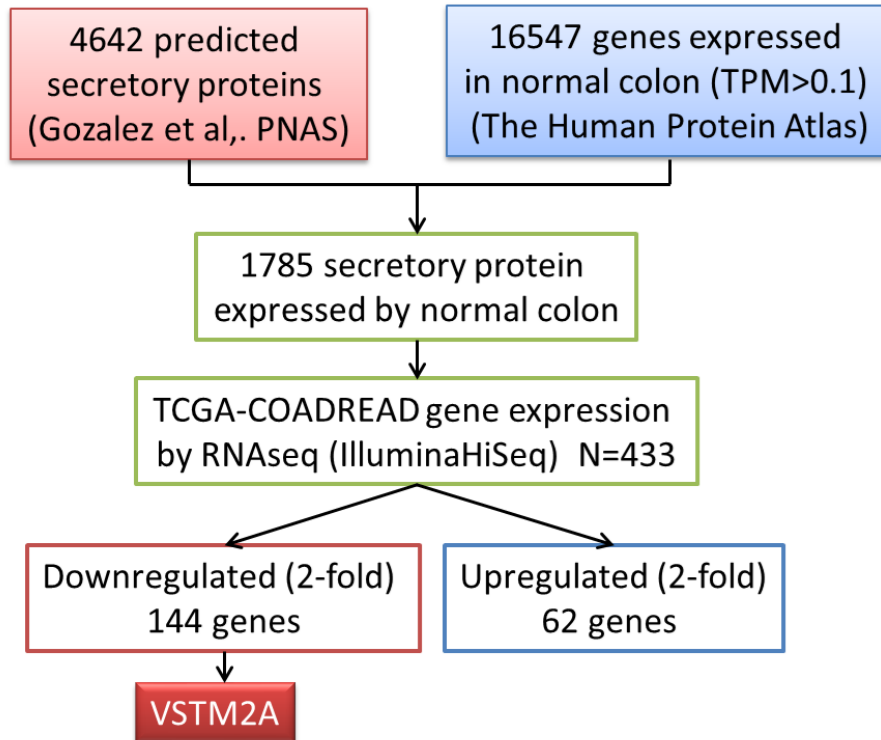 4642 predicted
secretory proteins
(Gozalez et al,. PNAS)
16547 genes expressed
in normal colon (TPM>0.1)
(The Human Protein Atlas)
1785 secretory protein
expressed by normal colon
TCGA-COADREAD gene expression
by RNAseq (IlluminaHiSeq) N=433
Downregulated (2-fold)
144 genes
Upregulated (2-fold)
62 genes
VSTM2A